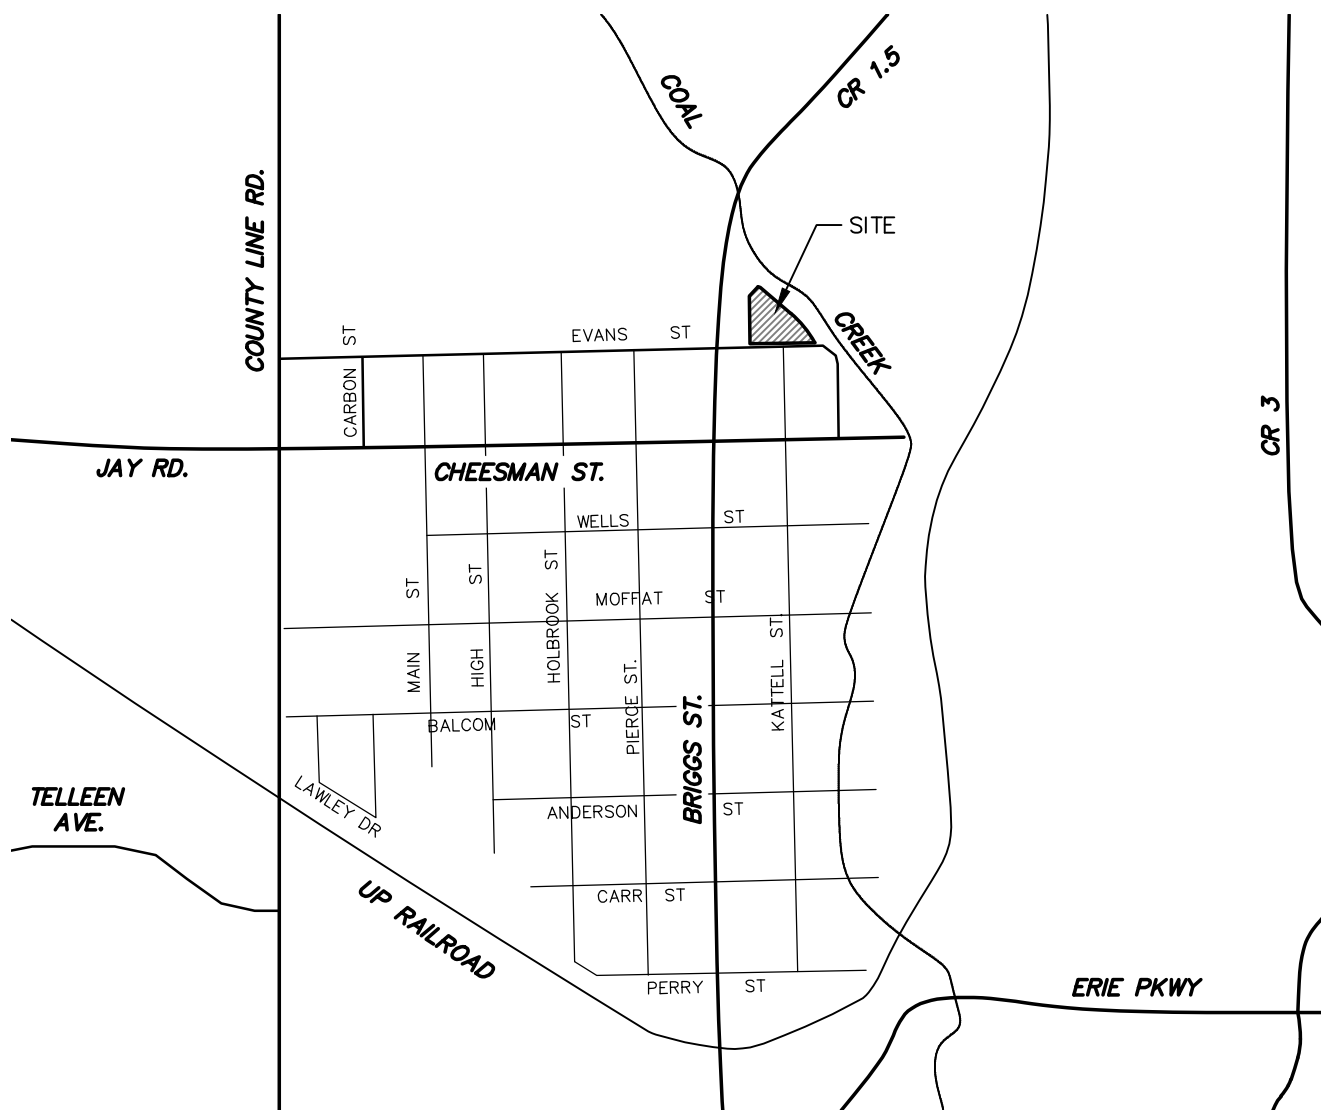 COAL
CR 1.5
COUNTY LINE RD.
SITE
CREEK
EVANS ST
CARBON ST
CR 3
JAY RD.
CHEESMAN ST.
WELLS ST
MOFFAT ST
MAIN ST
HIGH ST
HOLBROOK ST
PIERCE ST.
BRIGGS ST.
KATTELL ST.
BALCOM ST
LAWLEY DR
TELLEEN
AVE.
ANDERSON ST
CARR ST
UP RAILROAD
PERRY ST
ERIE PKWY